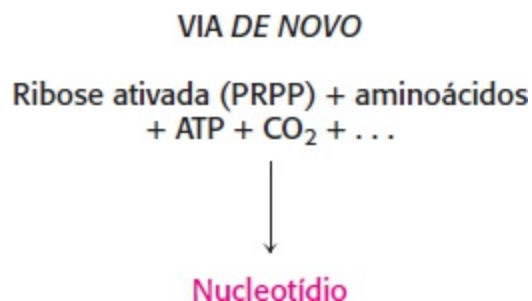 VIA DE NOVO
Ribose ativada (PRPP) + aminoácidos
+ ATP + CO₂ + . . .
Nucleotídio